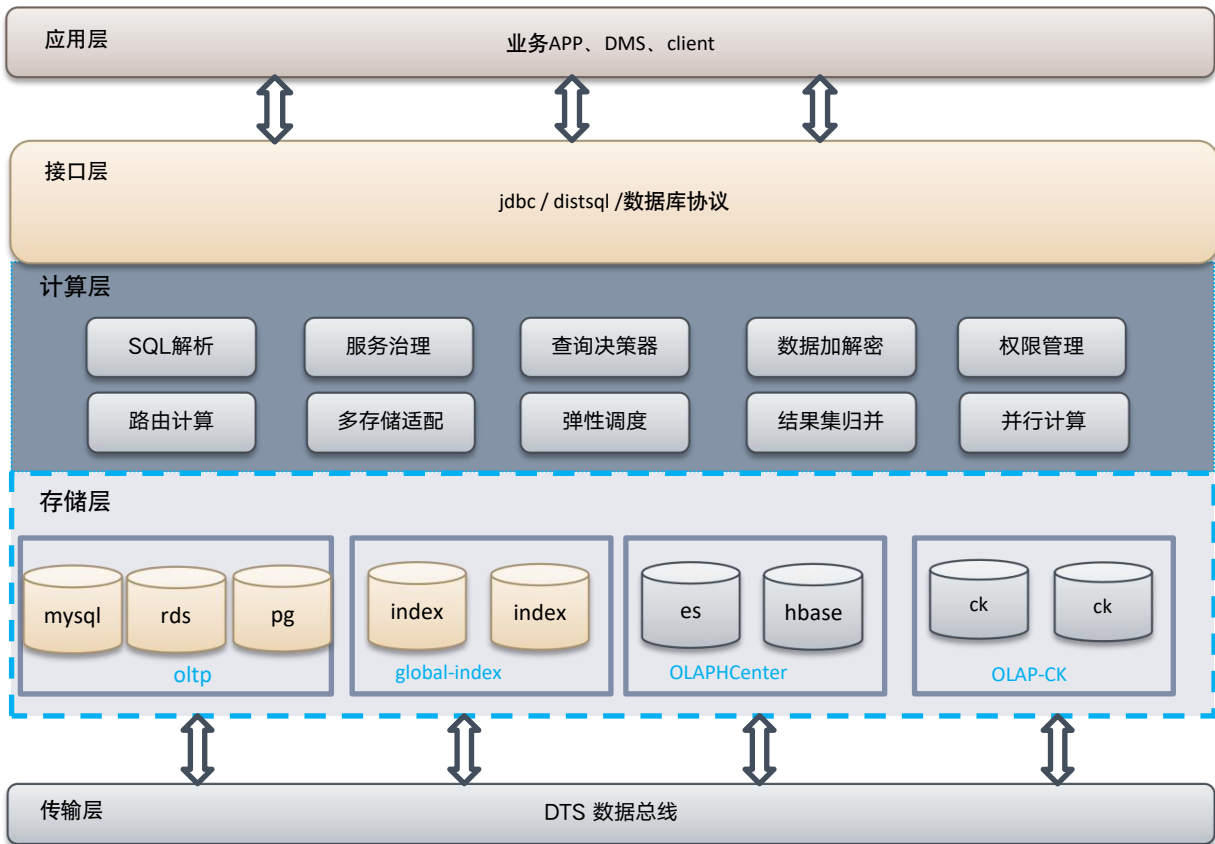 应用层
业务APP、DMS、client
接口层
jdbc / distsql /数据库协议
计算层
SQL解析 服务治理 查询决策器 数据加解密 权限管理
路由计算 多存储适配 弹性调度 结果集归并 并行计算
存储层
mysql rds pg index index es hbase ck ck
oltp global-index OLAPHCenter OLAP-CK
传输层 DTS 数据总线